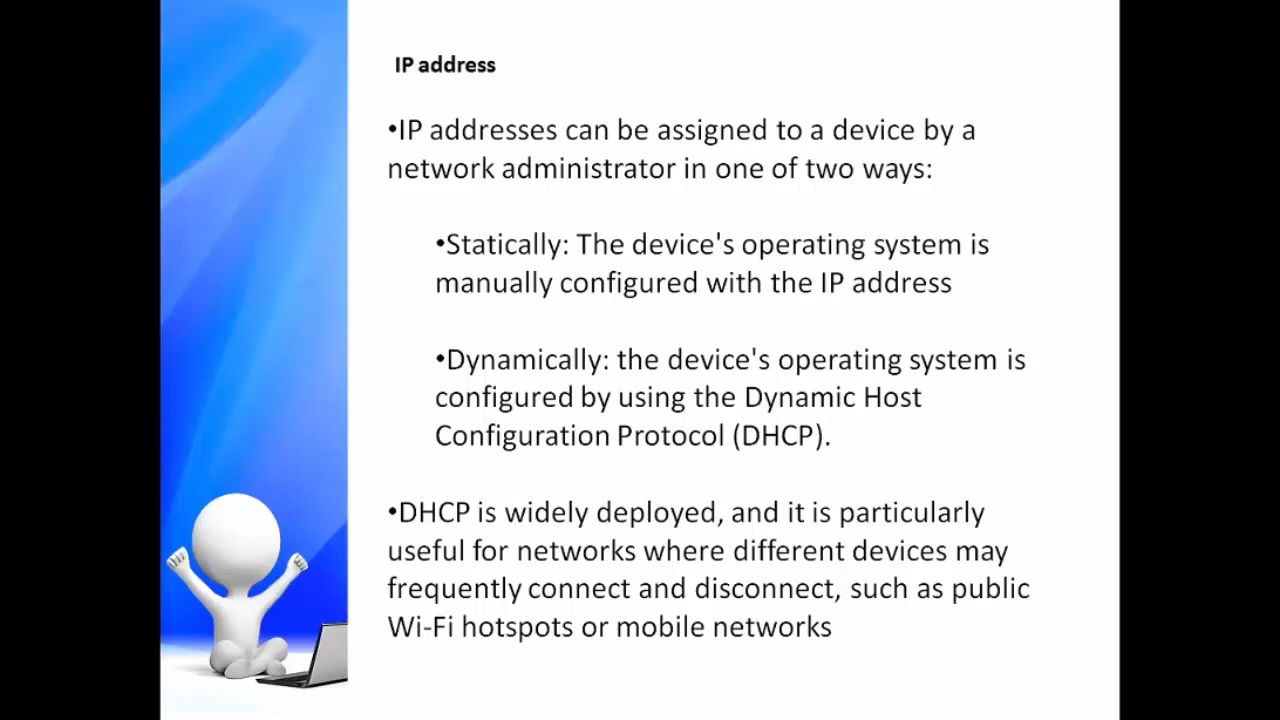 IP address
•IP addresses can be assigned to a device by a
network administrator in one of two ways:
•Statically: The device's operating system is
manually configured with the IP address
•Dynamically: the device's operating system is
configured by using the Dynamic Host
Configuration Protocol (DHCP).
•DHCP is widely deployed, and it is particularly
useful for networks where different devices may
frequently connect and disconnect, such as public
Wi-Fi hotspots or mobile networks